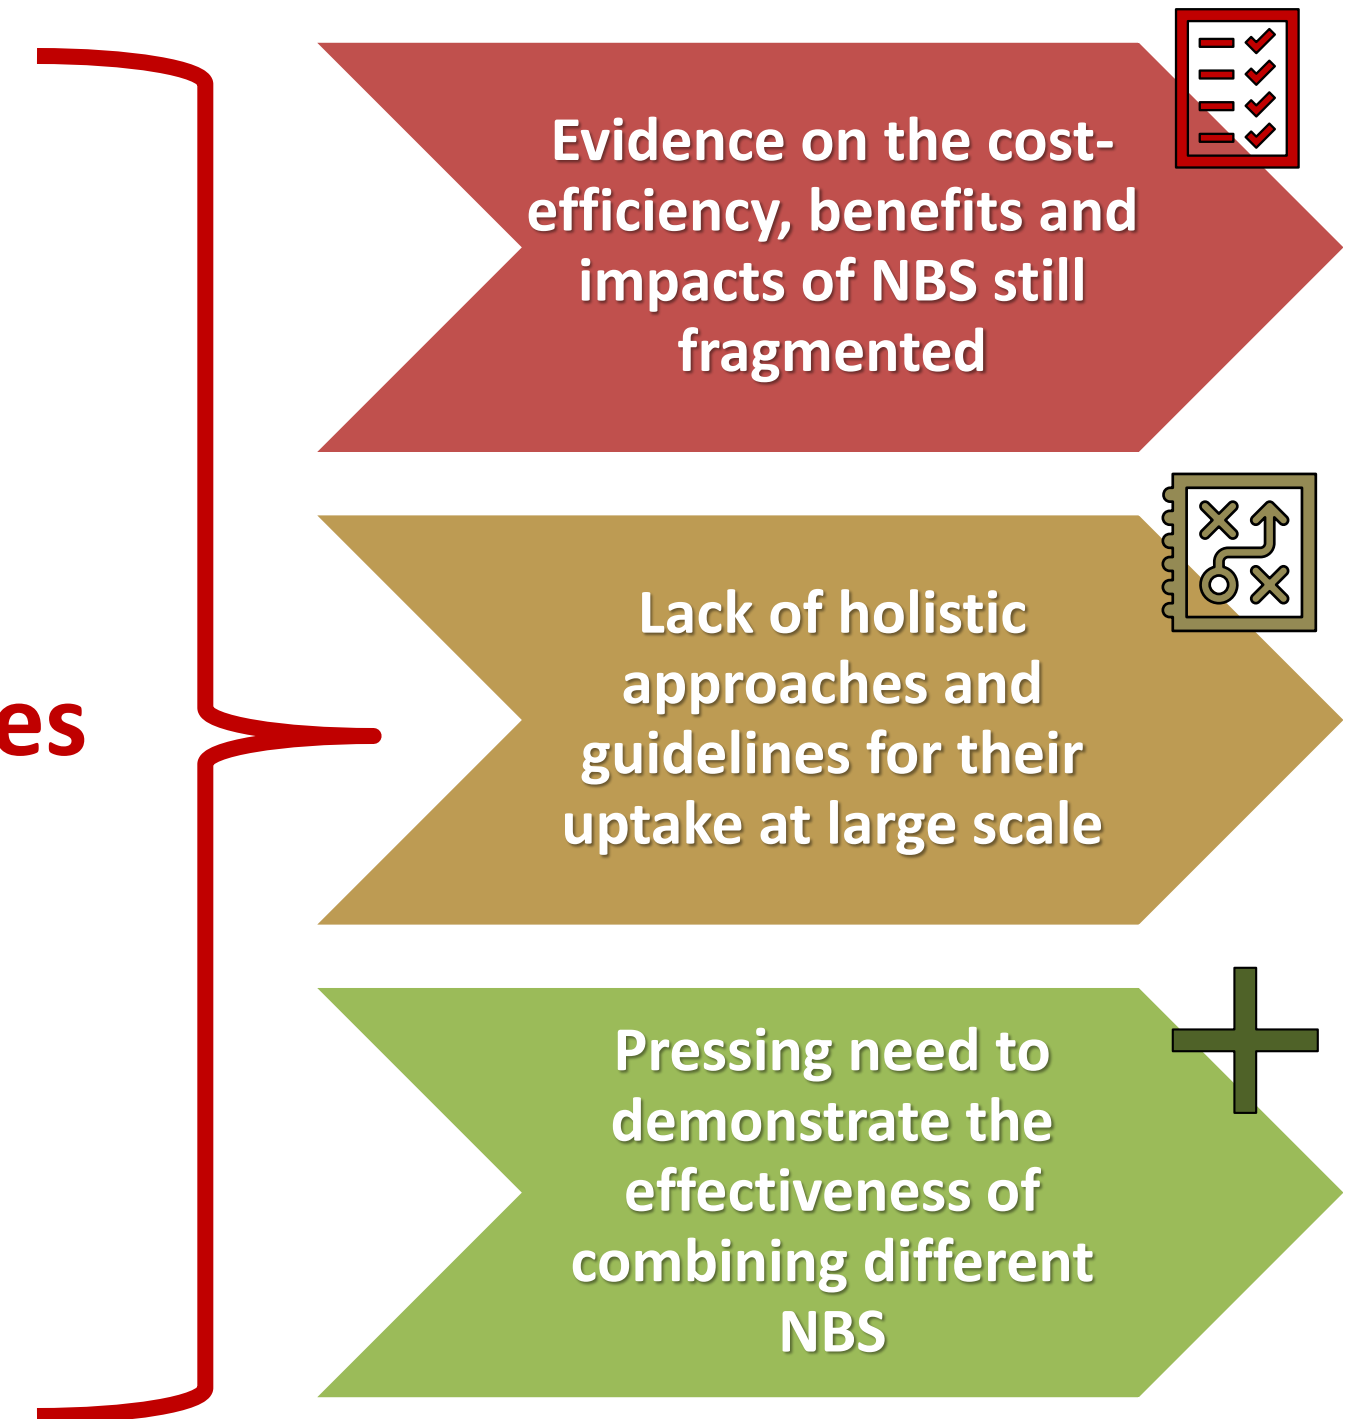 Evidence on the cost-
efficiency, benefits and
impacts of NBS still
fragmented
Lack of holistic
approaches and
guidelines for their
uptake at large scale
es
Pressing need to
demonstrate the
effectiveness of
combining different
NBS